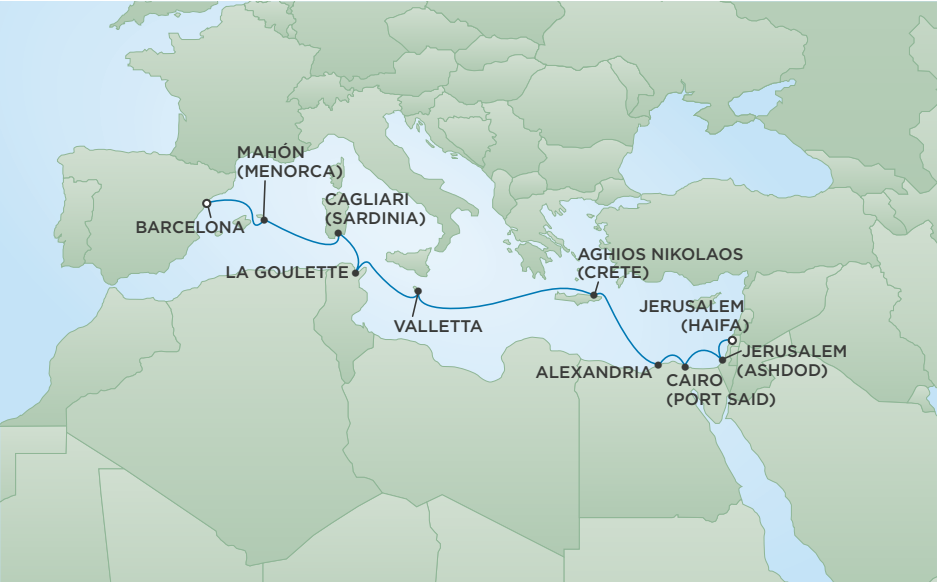 MAHÓN
(MENORCA)
BARCELONA
CAGLIARI
(SARDINIA)
LA GOULETTE
VALLETTA
AGHIOS NIKOLAOS
(CRETE)
JERUSALEM
(HAIFA)
JERUSALEM
(ASHDOD)
ALEXANDRIA
CAIRO
(PORT SAID)